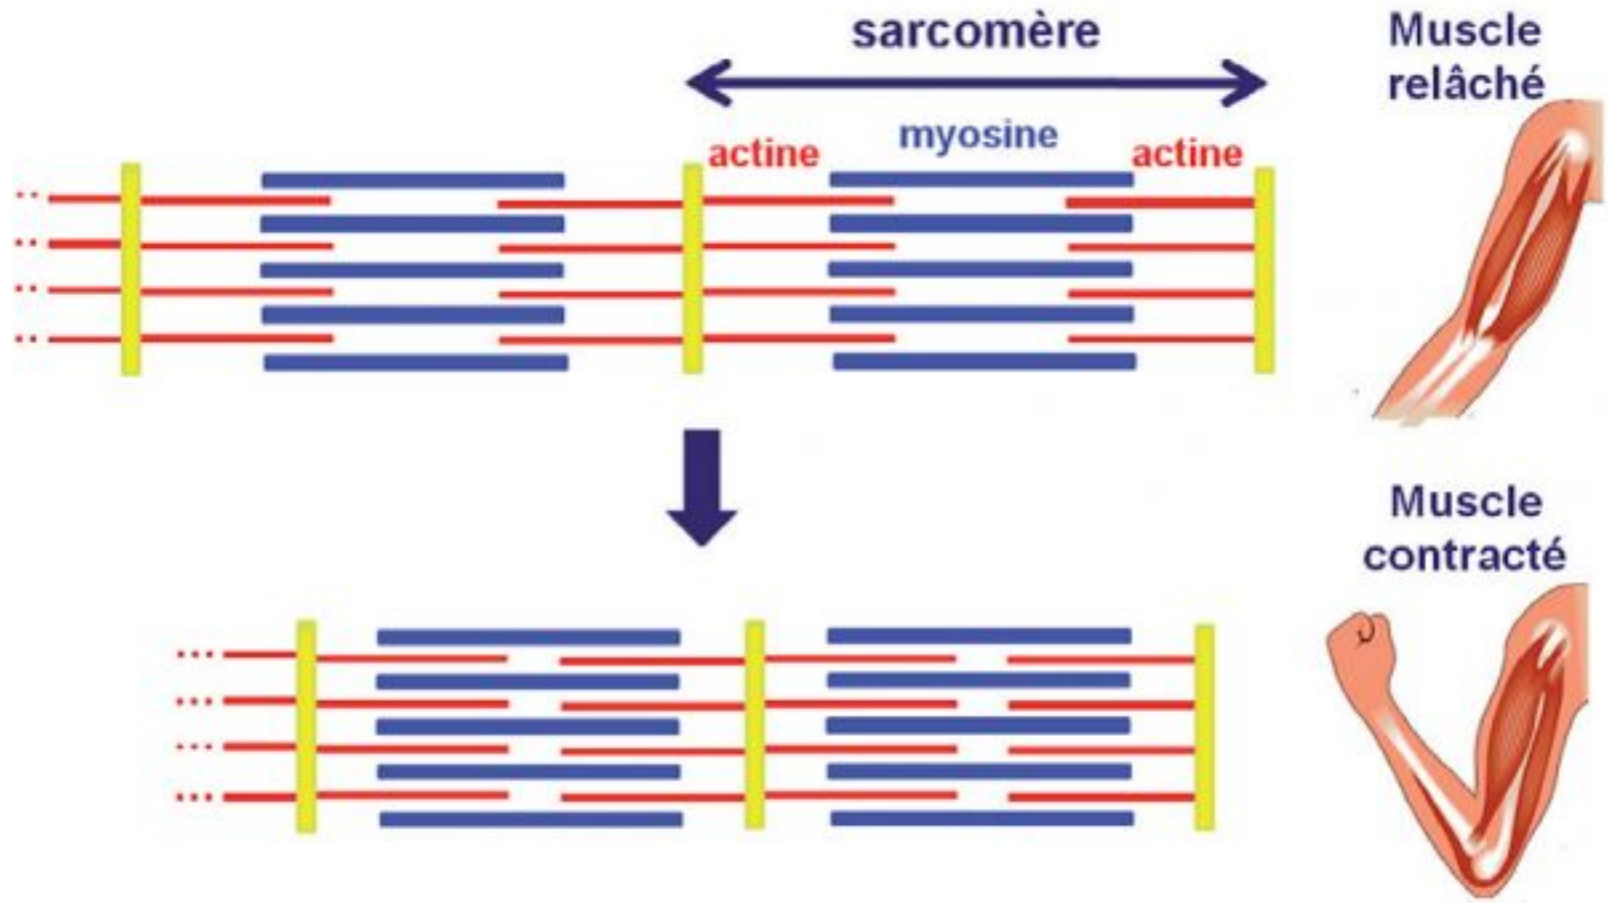 sarcomère
Muscle
relâché
actine
myosine
actine
Muscle
contracté